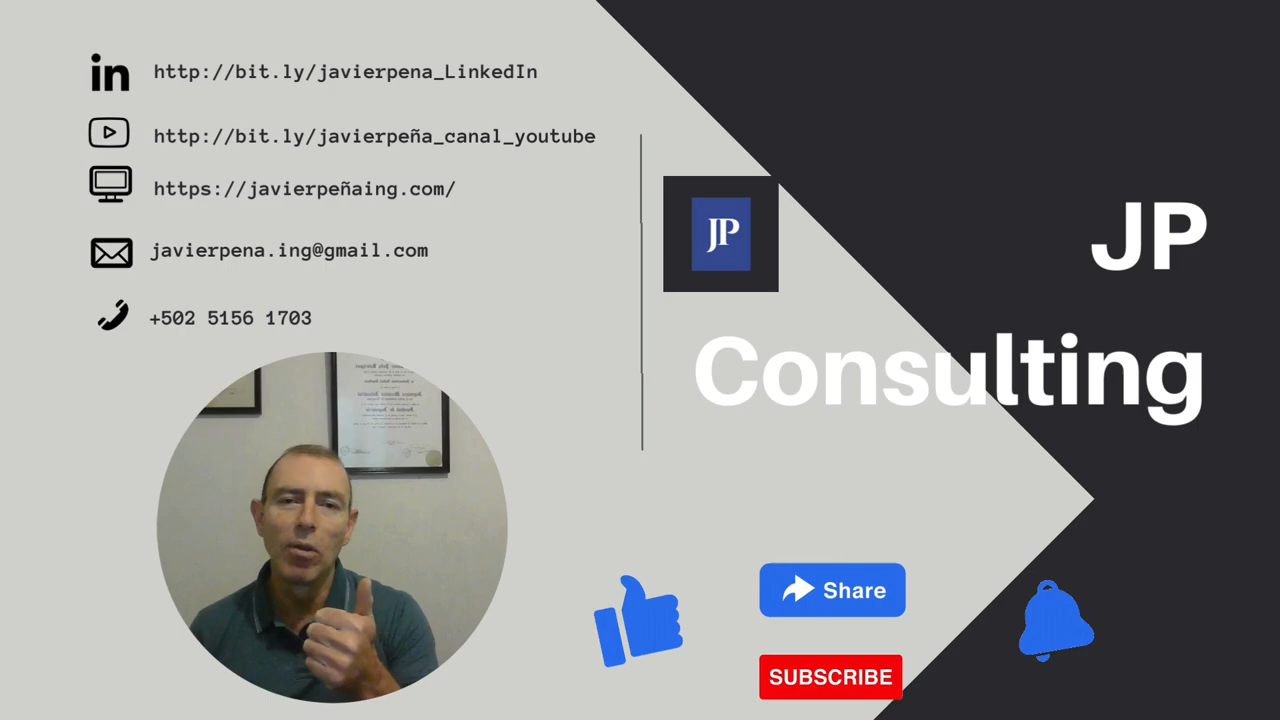 http://bit.ly/javierpena_LinkedIn
http://bit.ly/javierpeña_canal_youtube
https://javierpeñaing.com/
javierpena.ing@gmail.com
+502 5156 1703
JP
JP
Consulting
Share
SUBSCRIBE